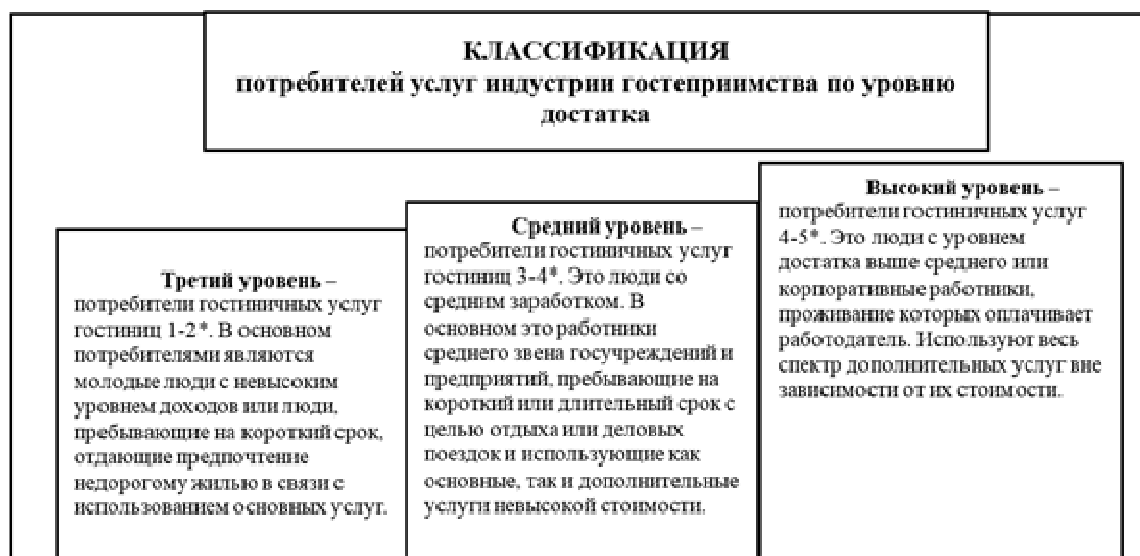 КЛАССИФИКАЦИЯ
потребителей услуг индустрии гостеприимства по уровню
достатка
Третий уровень –
потребители гостиничных услуг
гостиниц 1-2*. В основном
потребителями являются
молодые люди с невысоким
уровнем доходов или люди,
пребывающие на короткий срок,
отдающие предпочтение
недорогому жилью в связи с
использованием основных услуг.
Средний уровень –
потребители гостиничных услуг
гостиниц 3-4*. Это люди со
средним заработком. В
основном это работники
среднего звена госучреждений и
предприятий, пребывающие на
короткий или длительный срок с
целью отдыха или деловых
поездок и использующие как
основные, так и дополнительные
услуги невысокой стоимости.
Высокий уровень –
потребители гостиничных услуг
4-5*. Это люди с уровнем
достатка выше среднего или
корпоративные работники,
проживание которых оплачивает
работодатель. Используют весь
спектр дополнительных услуг вне
зависимости от их стоимости.